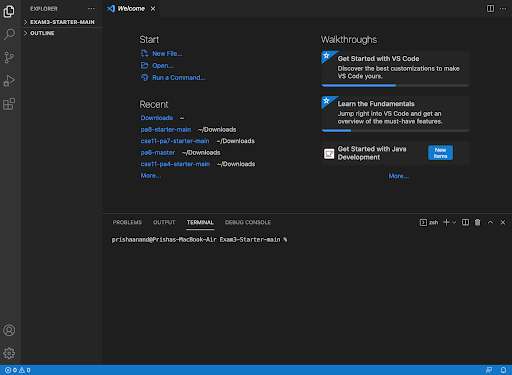 EXPLORER
EXAM3-STARTER-MAIN
OUTLINE
Welcome
Start
New File...
Open...
Run a Command...
Recent
Downloads ~
pa8-starter-main ~/Downloads
cse11-pa7-starter-main ~/Downloads
pa6-master ~/Downloads
cse11-pa4-starter-main ~/Downloads
More...
Walkthroughs
Get Started with VS Code
Discover the best customizations to make
VS Code yours.
Learn the Fundamentals
Jump right into VS Code and get an
overview of the must-have features.
Get Started with Java
Development
New
Items
More...
PROBLEMS OUTPUT TERMINAL DEBUG CONSOLE
zsh
prishaanand@Prishas-MacBook-Air Exam3-Starter-main %
0 0